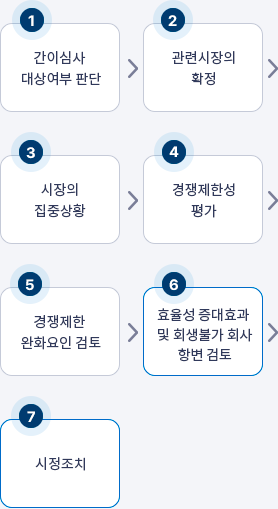 1
간이심사
대상여부 판단
2
관련시장의
확정
3
시장의
집중상황
4
경쟁제한성
평가
5
경쟁제한
완화요인 검토
6
효율성 증대효과
및 회생불가 회사
항변 검토
7
시정조치